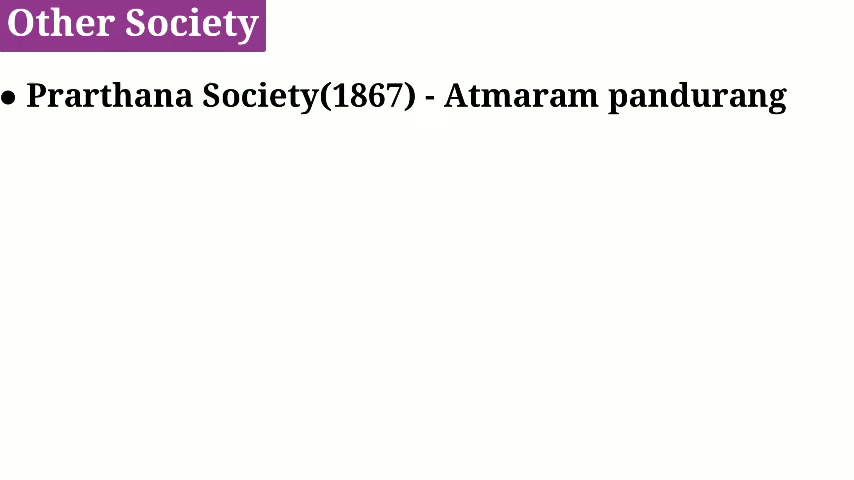 Other Society
• Prarthana Society(1867) - Atmaram pandurang